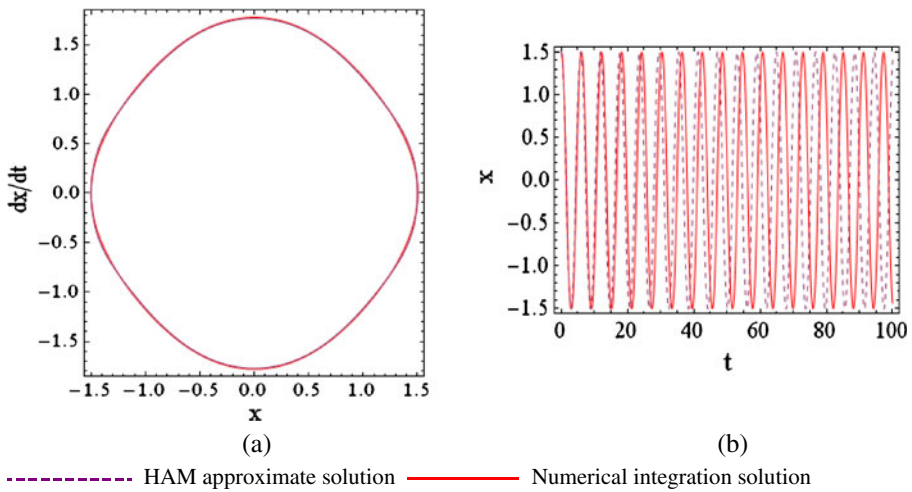 1.5
1.0
0.5
0.0
−0.5
−1.0
−1.5
dx/dt
−1.5 −1.0 −0.5 0.0 0.5 1.0 1.5
x
(a)
1.5
1.0
0.5
0.0
−0.5
−1.0
−1.5
x
0 20 40 60 80 100
t
(b)
HAM approximate solution Numerical integration solution